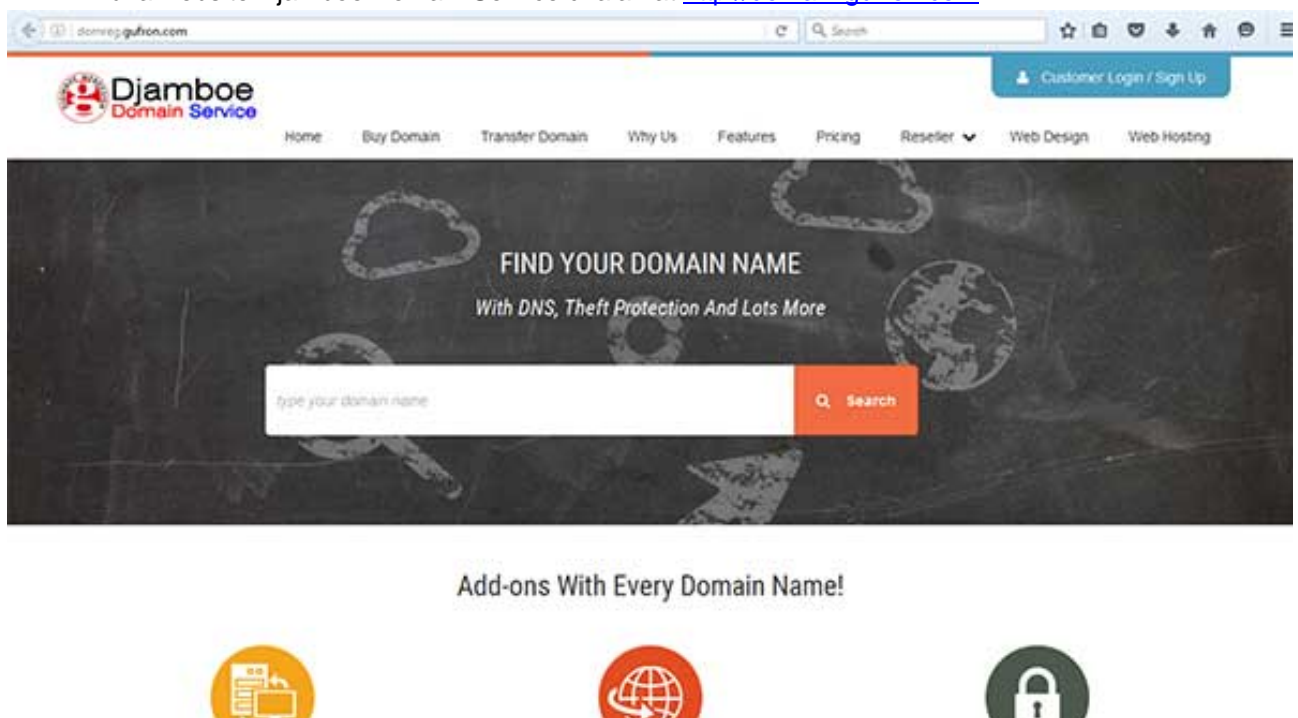 domreg.gufron.com
Search
Customer Login / Sign Up
Djamboe
Domain Service
Home Buy Domain Transfer Domain Why Us Features Pricing Reseller Web Design Web Hosting
FIND YOUR DOMAIN NAME
With DNS, Theft Protection And Lots More
type your domain name
Search
Add-ons With Every Domain Name!